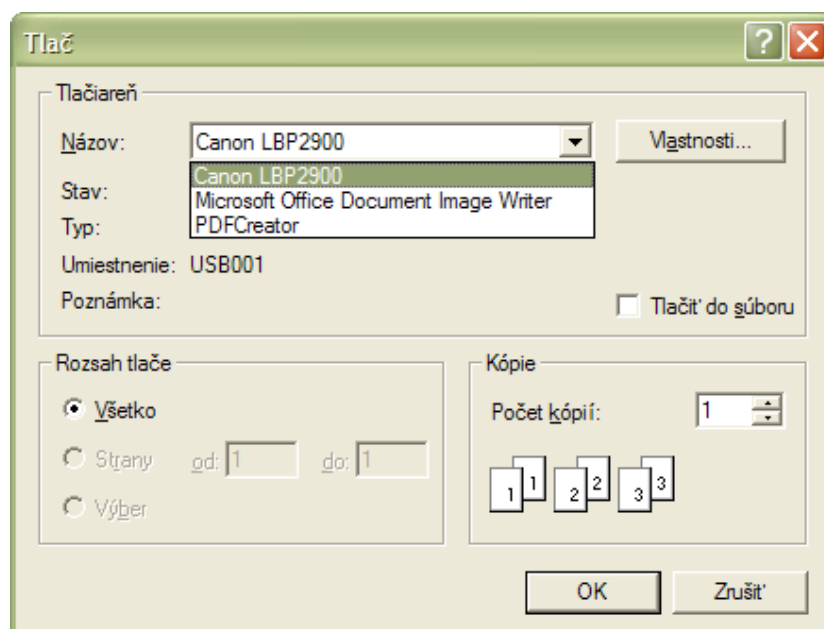 Tlač
Tlačiareň
Názov: Canon LBP2900 Vlastnosti...
Canon LBP2900
Stav: Microsoft Office Document Image Writer
Typ: PDFCreator
Umiestnenie: USB001
Poznámka: Tlačiť do súboru
Rozsah tlače
Všetko
Strany od: 1 do: 1
Výber
Kópie
Počet kópií: 1
1 1 2 2 3 3
OK Zrušiť